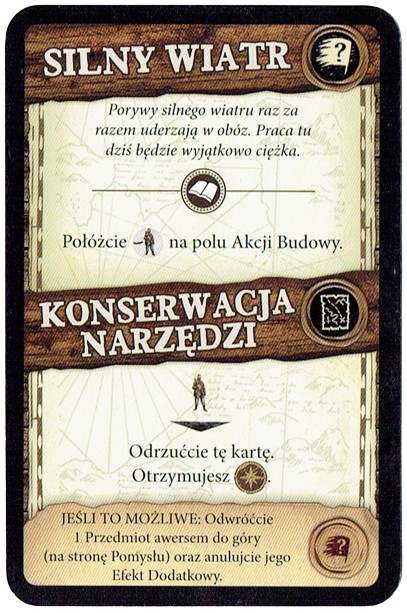 SILNY WIATR
?
Porywy silnego wiatru raz za
razem uderzają w obóz. Praca tu
dziś będzie wyjątkowo ciężka.
Połóżcie na polu Akcji Budowy.
KONSERWACJA
NARZĘDZI
Odrzućcie tę kartę.
Otrzymujesz .
JEŚLI TO MOŻLIWE: Odwróćcie
1 Przedmiot awersem do góry
(na stronę Pomysłu) oraz anulujcie jego
Efekt Dodatkowy.
?